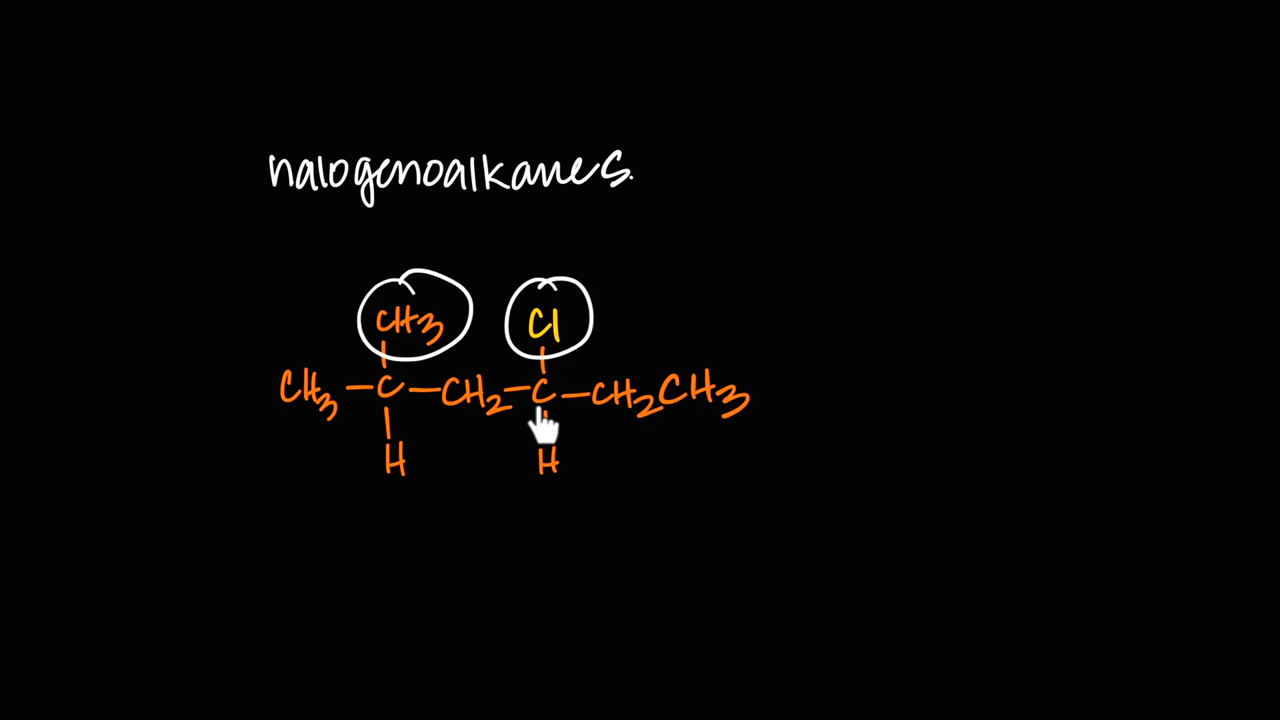 halogenoalkanes.
CH3 Cl
CH3 - C - CH2 - C - CH2CH3
H H